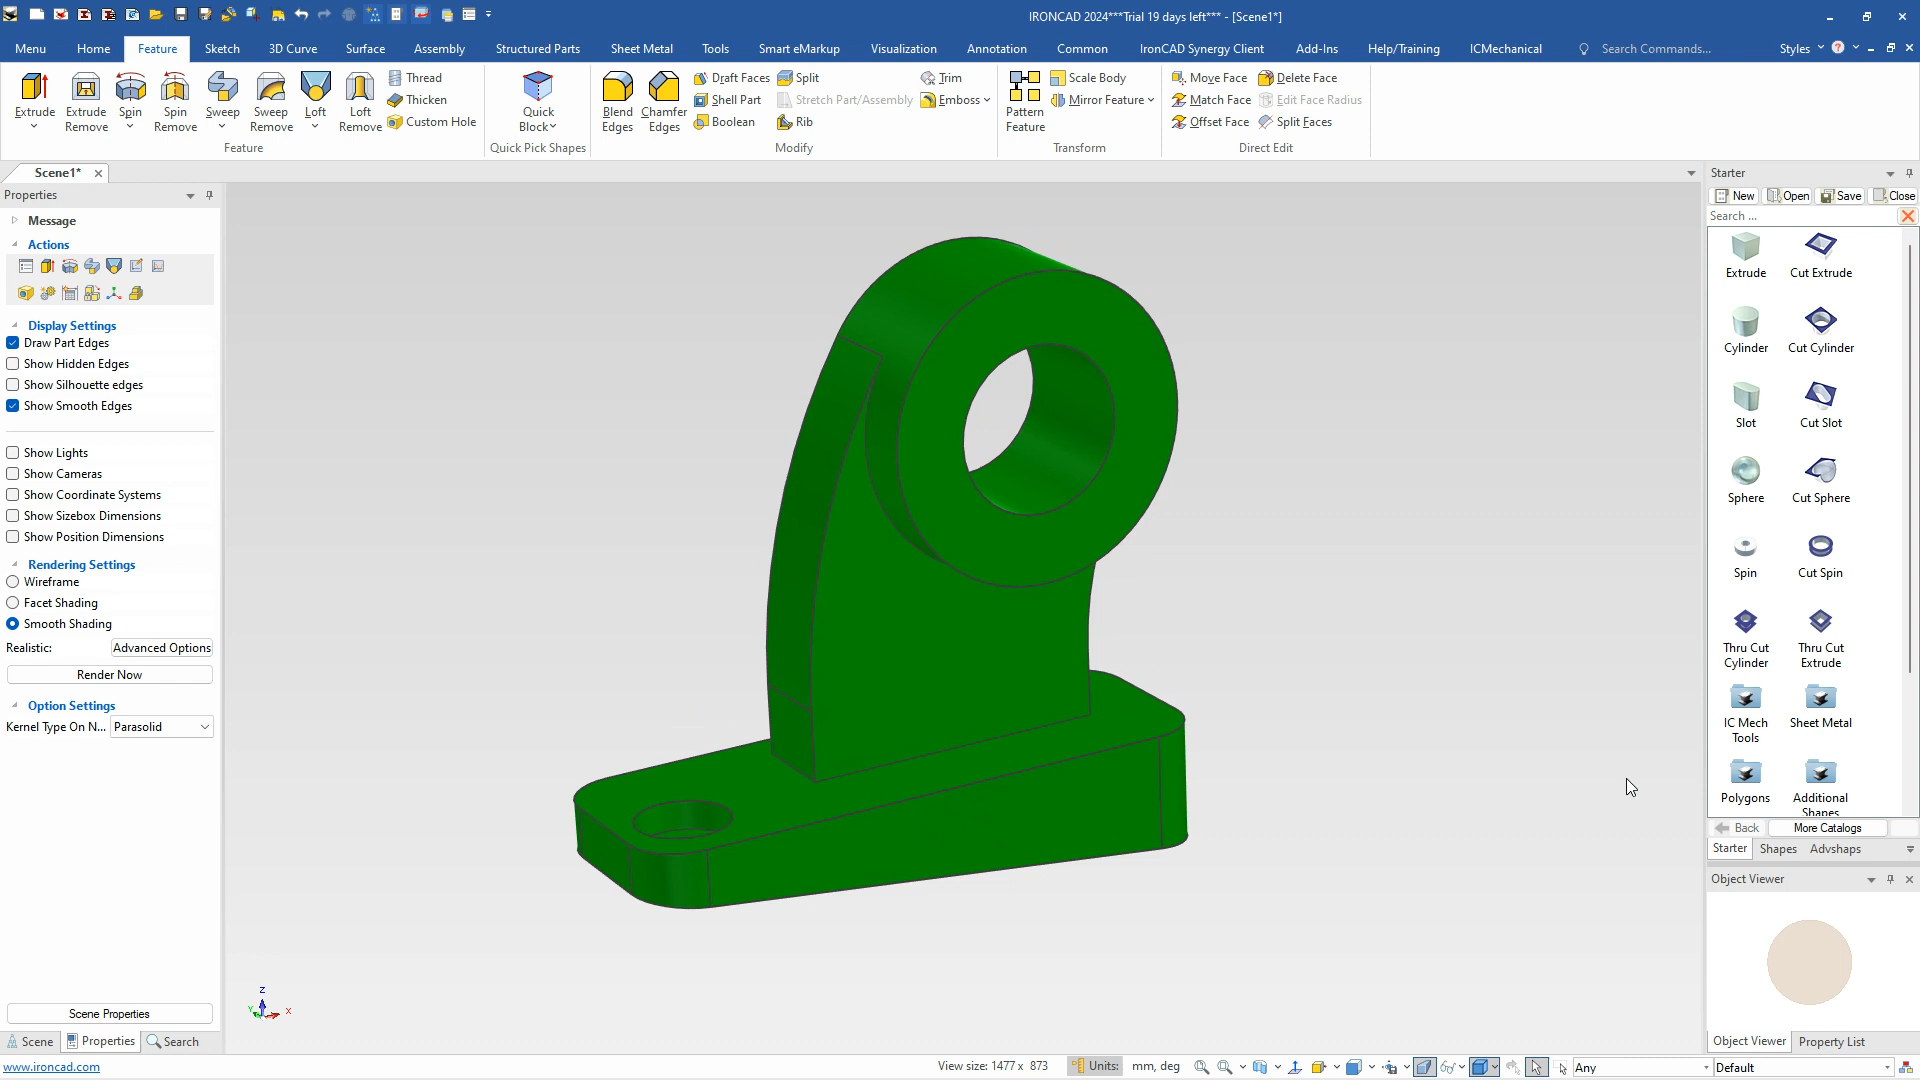 IRONCAD 2024***Trial 19 days left*** - [Scene1*]
Menu Home Feature Sketch 3D Curve Surface Assembly Structured Parts Sheet Metal Tools Smart eMarkup Visualization Annotation Common IronCAD Synergy Client Add-Ins Help/Training ICMechanical Search Commands... Styles
Extrude
Extrude Remove
Spin
Spin Remove
Sweep
Sweep Remove
Loft
Loft Remove
Thread
Thicken
Custom Hole
Feature
Quick Block
Quick Pick Shapes
Blend Edges
Chamfer Edges
Draft Faces
Shell Part
Boolean
Split
Stretch Part/Assembly
Rib
Trim
Emboss
Modify
Pattern Feature
Scale Body
Mirror Feature
Transform
Move Face
Match Face
Offset Face
Delete Face
Edit Face Radius
Split Faces
Direct Edit
Scene1*
Properties
Message
Actions
Display Settings
Draw Part Edges
Show Hidden Edges
Show Silhouette edges
Show Smooth Edges
Show Lights
Show Cameras
Show Coordinate Systems
Show Sizebox Dimensions
Show Position Dimensions
Rendering Settings
Wireframe
Facet Shading
Smooth Shading
Realistic: Advanced Options
Render Now
Option Settings
Kernel Type On N... Parasolid
Scene Properties
Scene Properties Search
Z
Y
X
Starter
New Open Save Close
Search ...
Extrude Cut Extrude
Cylinder Cut Cylinder
Slot Cut Slot
Sphere Cut Sphere
Spin Cut Spin
Thru Cut Cylinder
Thru Cut Extrude
IC Mech Tools
Sheet Metal
Polygons
Additional Shapes
Back More Catalogs
Starter Shapes Advshaps
Object Viewer
Object Viewer Property List
www.ironcad.com
View size: 1477 x 873 Units: mm, deg Any Default